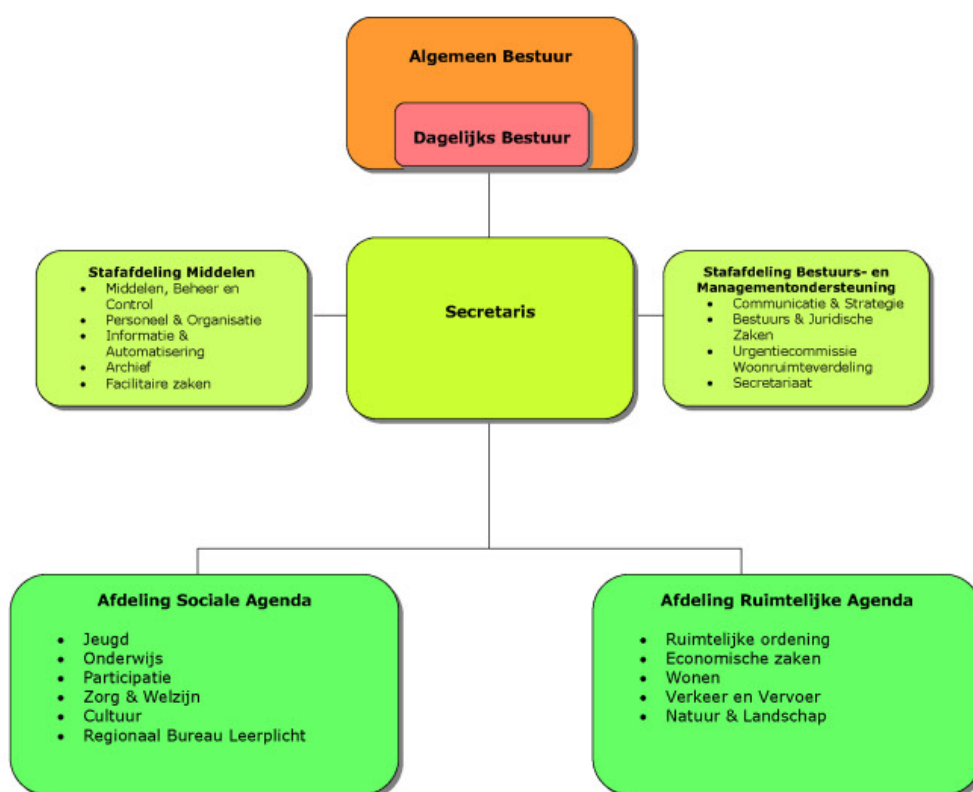 Algemeen Bestuur
Dagelijks Bestuur
Stafafdeling Middelen
• Middelen, Beheer en
Control
• Personeel & Organisatie
• Informatie &
Automatisering
• Archief
• Facilitaire zaken
Secretaris
Stafafdeling Bestuurs- en
Managementondersteuning
• Communicatie & Strategie
• Bestuurs & Juridische
Zaken
• Urgentiecommissie
Woonruimteverdeling
• Secretariaat
Afdeling Sociale Agenda
• Jeugd
• Onderwijs
• Participatie
• Zorg & Welzijn
• Cultuur
• Regionaal Bureau Leerplicht
Afdeling Ruimtelijke Agenda
• Ruimtelijke ordening
• Economische zaken
• Wonen
• Verkeer en Vervoer
• Natuur & Landschap